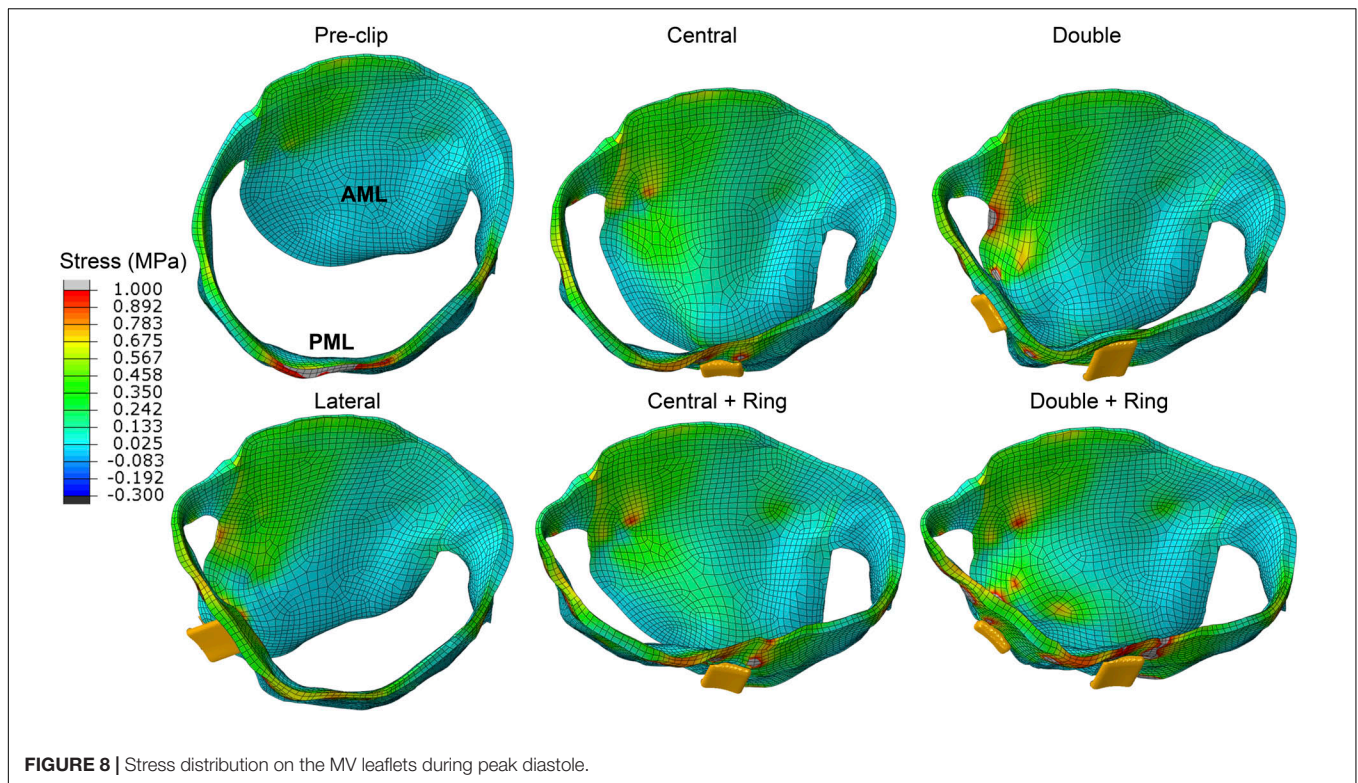 Pre-clip
Central
Double
AML
PML
Stress (MPa)
1.000
0.892
0.783
0.675
0.567
0.458
0.350
0.242
0.133
0.025
-0.083
-0.192
-0.300
Lateral
Central + Ring
Double + Ring
FIGURE 8 | Stress distribution on the MV leaflets during peak diastole.